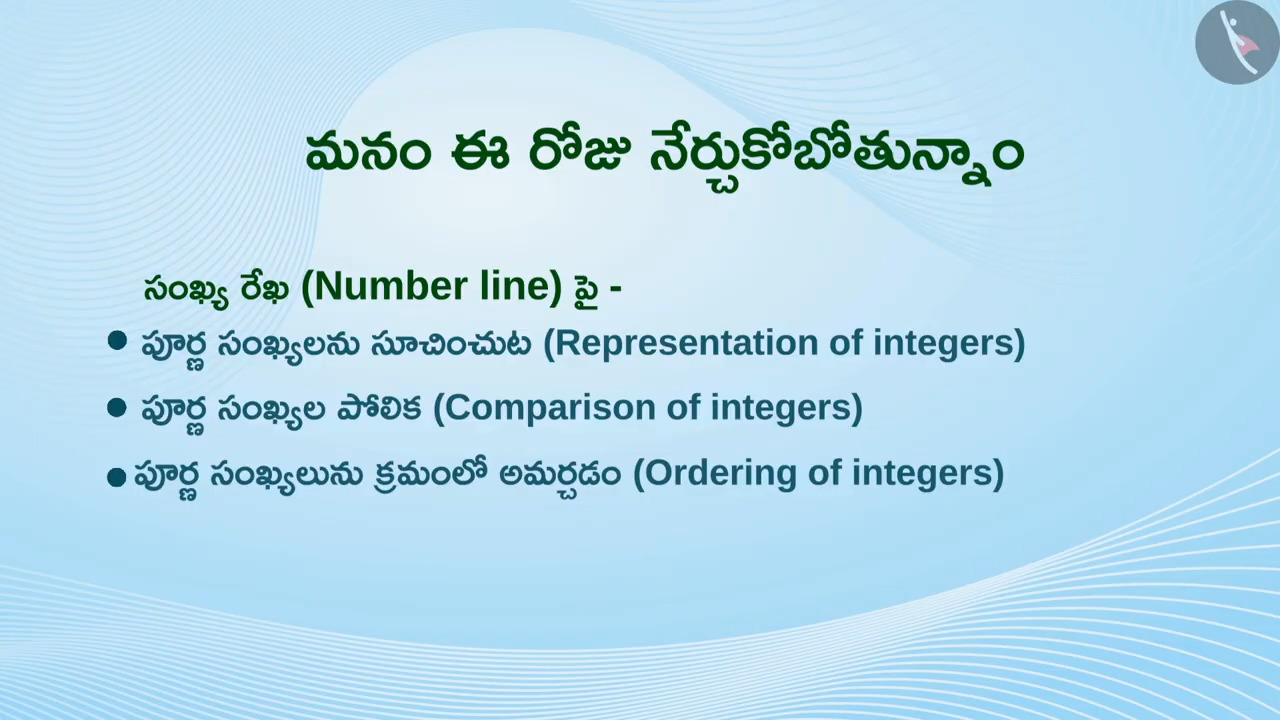 మనం ఈ రోజు నేర్చుకోబోతున్నాం
సంఖ్య రేఖ (Number line) పై -
● పూర్ణ సంఖ్యలను సూచించుట (Representation of integers)
● పూర్ణ సంఖ్యల పోలిక (Comparison of integers)
● పూర్ణ సంఖ్యలును క్రమంలో అమర్చడం (Ordering of integers)